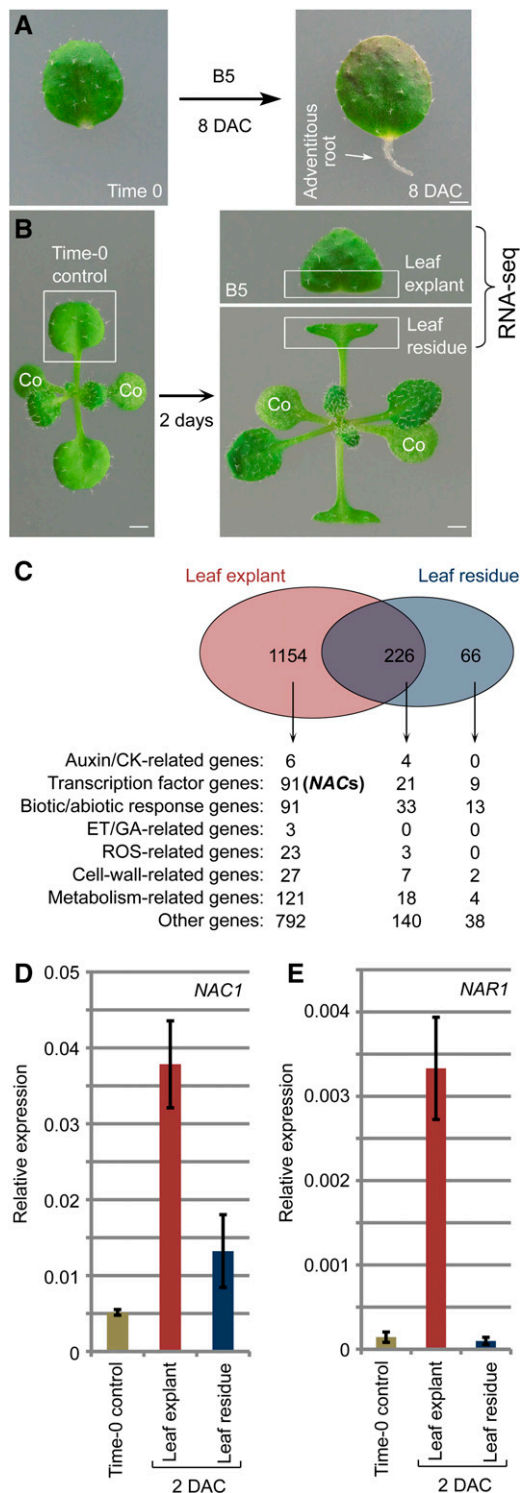 A
B5
8 DAC
Time 0
Adventitous
root
8 DAC
B
Time-0
control
Co
Co
2 days
B5
Leaf
explant
Leaf
residue
Co
Co
RNA-seq
C
Leaf explant
Leaf residue
1154
226
66
Auxin/CK-related genes: 6 4 0
Transcription factor genes: 91 (NACs) 21 9
Biotic/abiotic response genes: 91 33 13
ET/GA-related genes: 3 0 0
ROS-related genes: 23 3 0
Cell-wall-related genes: 27 7 2
Metabolism-related genes: 121 18 4
Other genes: 792 140 38
D
NAC1
Relative expression
0.05
0.04
0.03
0.02
0.01
0
Time-0 control
Leaf explant
Leaf residue
2 DAC
E
NAR1
Relative expression
0.004
0.003
0.002
0.001
0
Time-0 control
Leaf explant
Leaf residue
2 DAC